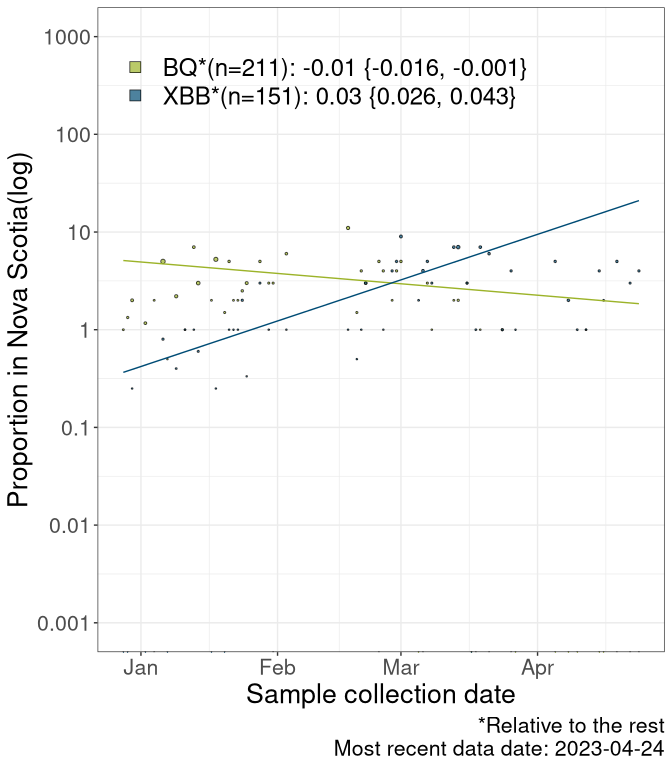 1000
100
10
1
0.1
0.01
0.001
BQ*(n=211): -0.01 {-0.016, -0.001}
XBB*(n=151): 0.03 {0.026, 0.043}
Proportion in Nova Scotia(log)
Jan Feb Mar Apr
Sample collection date
*Relative to the rest
Most recent data date: 2023-04-24